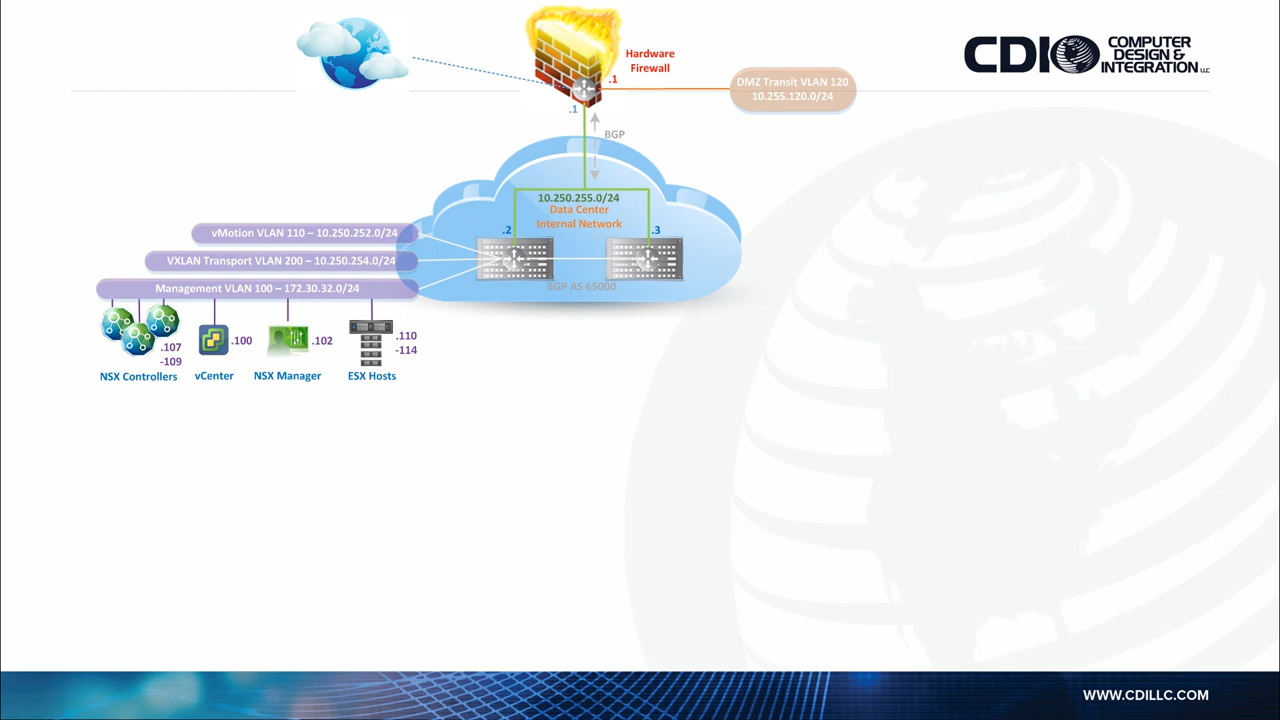 Hardware
Firewall
.1
DMZ Transit VLAN 120
10.255.120.0/24
.1
BGP
COMPUTER
DESIGN &
INTEGRATION LLC
CDI
10.250.255.0/24
Data Center
Internal Network
.2
.3
BGP AS 65000
vMotion VLAN 110 – 10.250.252.0/24
VXLAN Transport VLAN 200 – 10.250.254.0/24
Management VLAN 100 – 172.30.32.0/24
.107
-109
.100
.102
.110
-114
NSX Controllers
vCenter
NSX Manager
ESX Hosts
WWW.CDILLC.COM